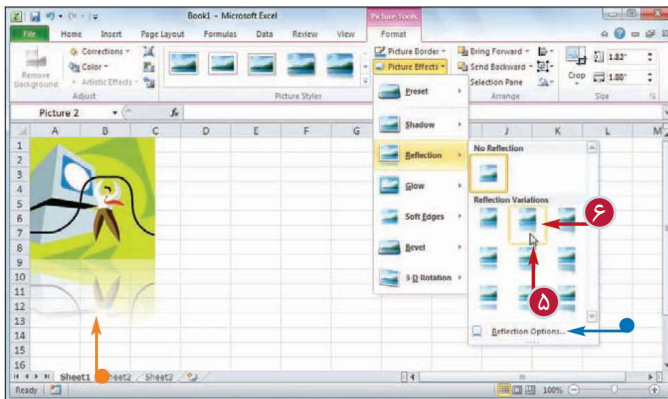 Book1 - Microsoft Excel
Picture Tools
File Home Insert Page Layout Formulas Data Review View Format
Corrections
Picture Border
Bring Forward
1.82"
Color
Picture Effects
Send Backward
Remove Background
Artistic Effects
Selection Pane
Crop
1.88"
Adjust
Picture Styles
Arrange
Size
Picture 2
fx
A B C D E F G J K L M
1
2
3
4
5
6
7
8
9
10
11
12
13
14
15
16
Preset
Shadow
Reflection
Glow
Soft Edges
Bevel
3-D Rotation
No Reflection
Reflection Variations
۶
۵
Reflection Options...
Sheet1 Sheet2 Sheet3
Ready
100%